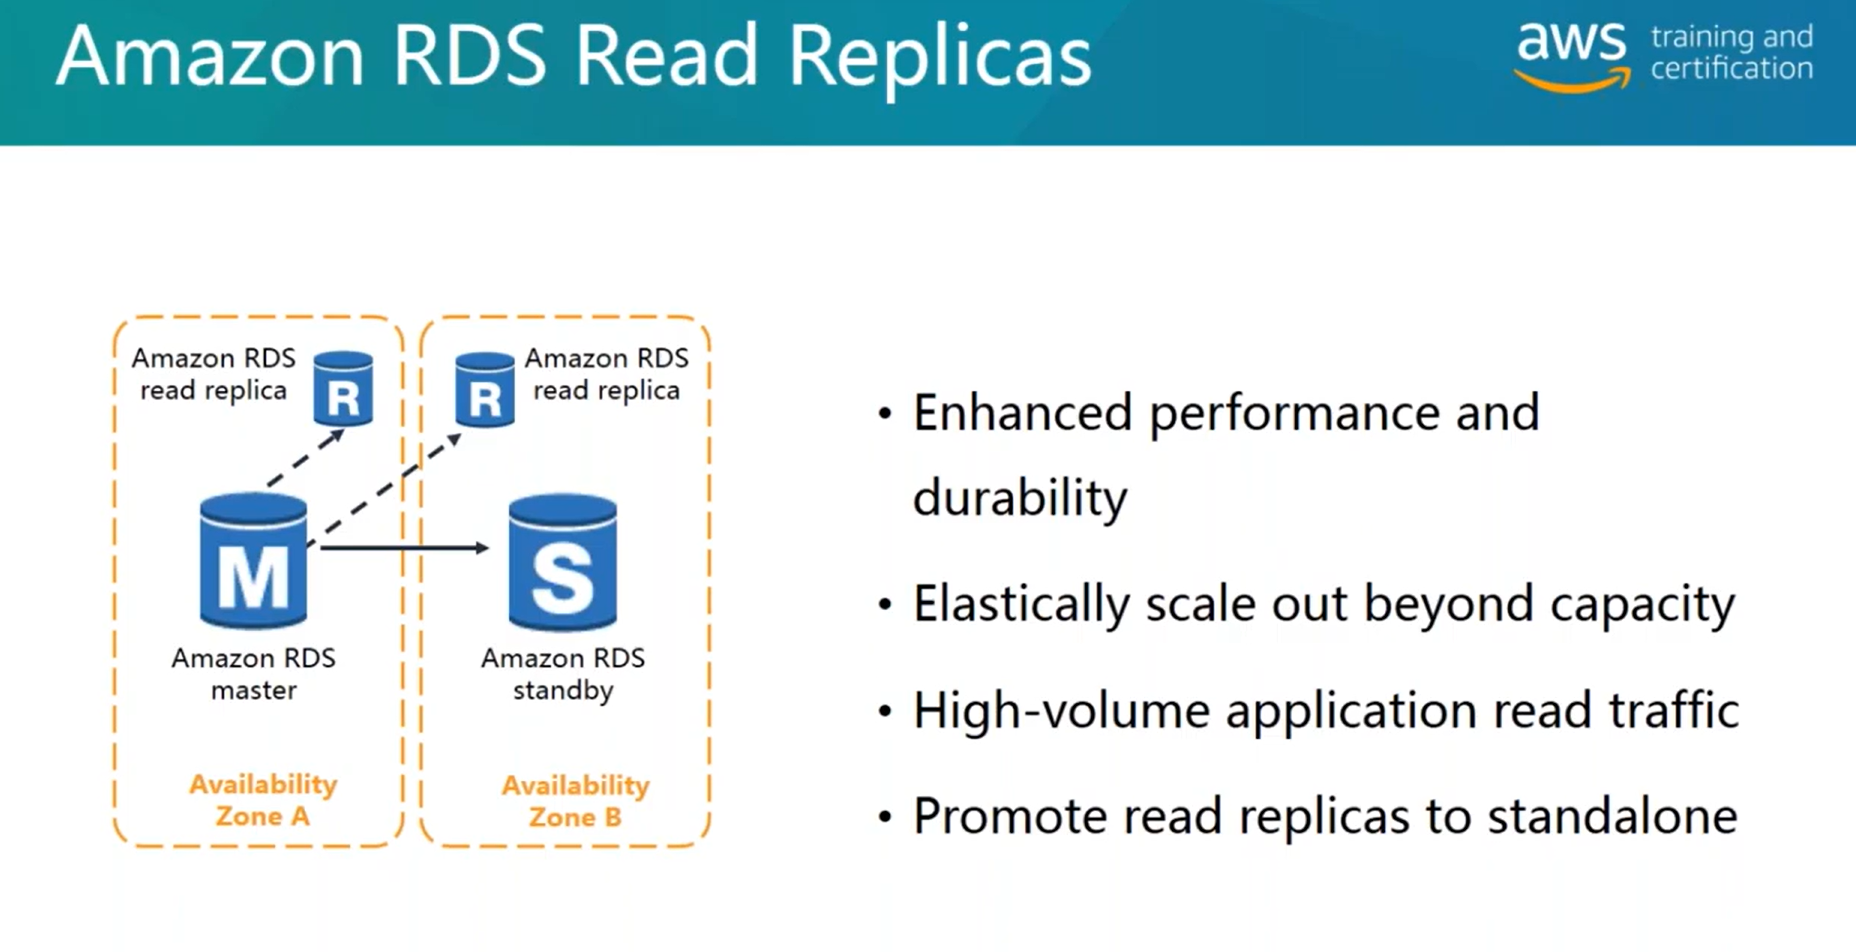 Amazon RDS Read Replicas
aws training and
certification
Amazon RDS
read replica
R
R
Amazon RDS
read replica
M
S
Amazon RDS
master
Amazon RDS
standby
Availability
Zone A
Availability
Zone B
• Enhanced performance and
durability
• Elastically scale out beyond capacity
• High-volume application read traffic
• Promote read replicas to standalone